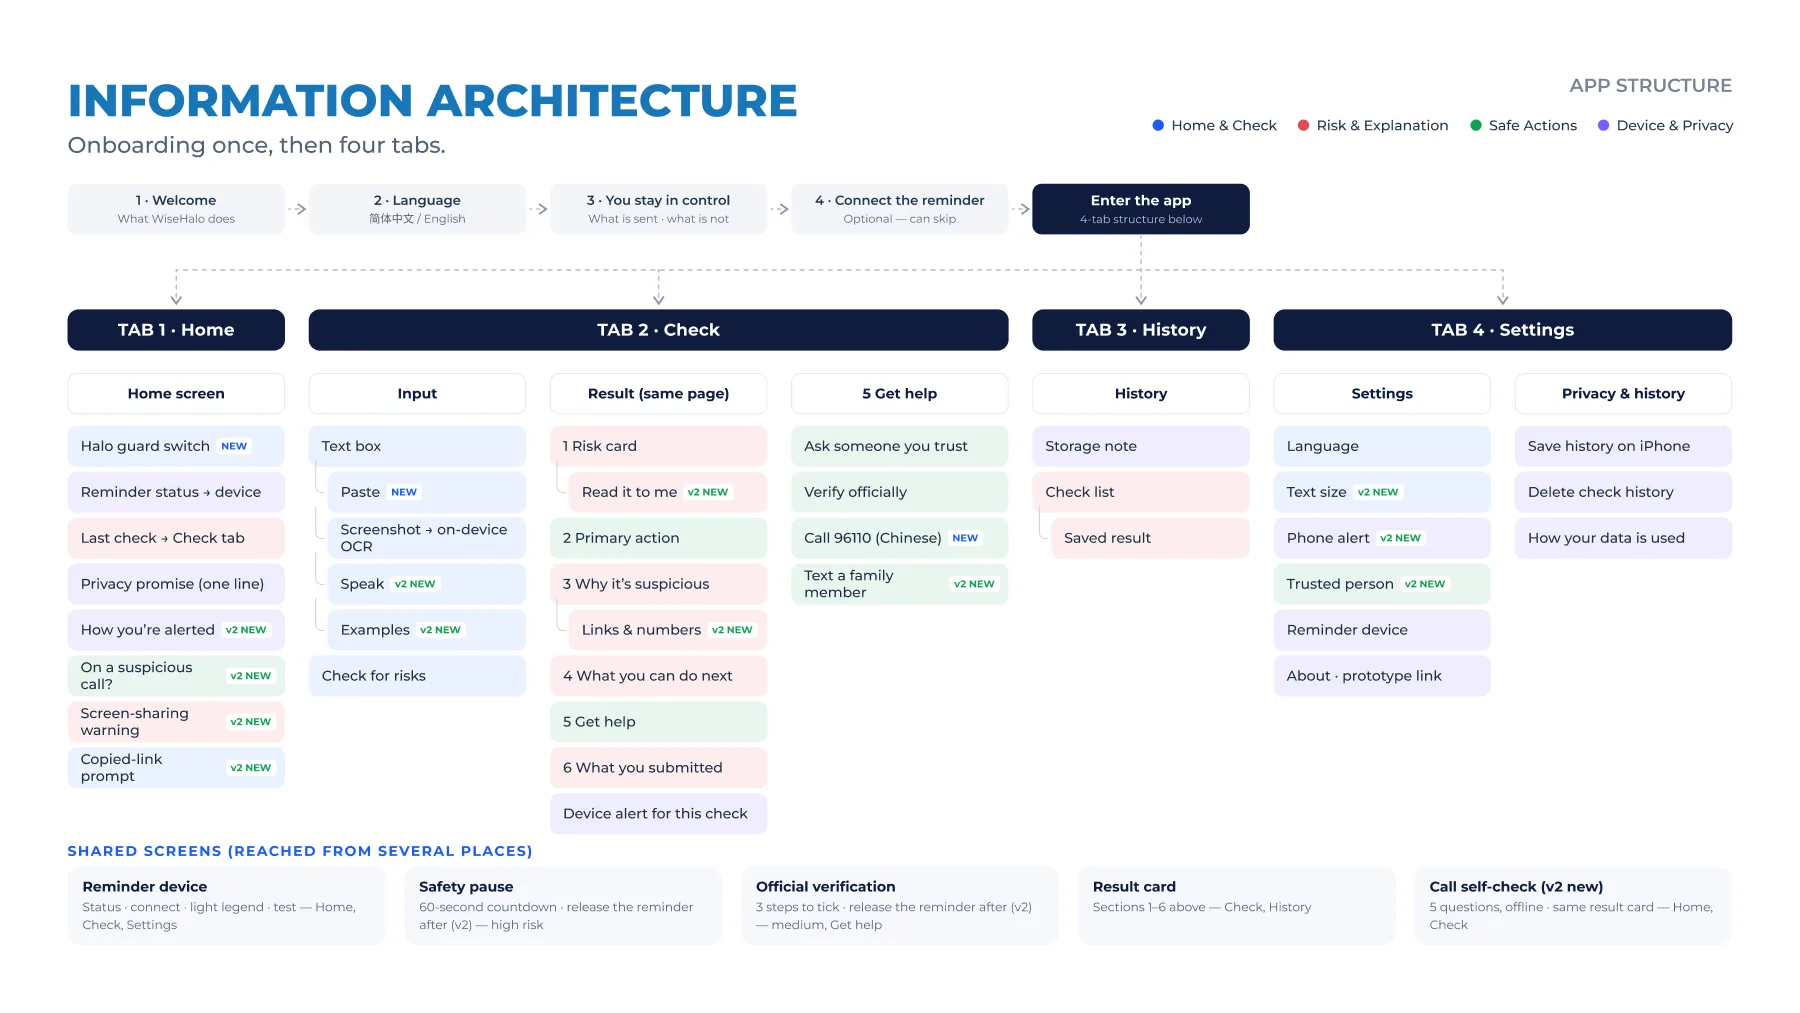 INFORMATION ARCHITECTURE
Onboarding once, then four tabs.
APP STRUCTURE
Home & Check
Risk & Explanation
Safe Actions
Device & Privacy
1 · Welcome
What WiseHalo does
2 · Language
简体中文 / English
3 · You stay in control
What is sent · what is not
4 · Connect the reminder
Optional — can skip
Enter the app
4-tab structure below
TAB 1 · Home
TAB 2 · Check
TAB 3 · History
TAB 4 · Settings
Home screen
Halo guard switch NEW
Reminder status → device
Last check → Check tab
Privacy promise (one line)
How you’re alerted v2 NEW
On a suspicious
call?
v2 NEW
Screen-sharing
warning
v2 NEW
Copied-link
prompt
v2 NEW
Input
Text box
Paste NEW
Screenshot → on-device
OCR
Speak v2 NEW
Examples v2 NEW
Check for risks
Result (same page)
1 Risk card
Read it to me v2 NEW
2 Primary action
3 Why it’s suspicious
Links & numbers v2 NEW
4 What you can do next
5 Get help
6 What you submitted
Device alert for this check
5 Get help
Ask someone you trust
Verify officially
Call 96110 (Chinese) NEW
Text a family
member
v2 NEW
History
Storage note
Check list
Saved result
Settings
Language
Text size v2 NEW
Phone alert v2 NEW
Trusted person v2 NEW
Reminder device
About · prototype link
Privacy & history
Save history on iPhone
Delete check history
How your data is used
SHARED SCREENS (REACHED FROM SEVERAL PLACES)
Reminder device
Status · connect · light legend · test — Home,
Check, Settings
Safety pause
60-second countdown · release the reminder
after (v2) — high risk
Official verification
3 steps to tick · release the reminder after (v2)
— medium, Get help
Result card
Sections 1–6 above — Check, History
Call self-check (v2 new)
5 questions, offline · same result card — Home,
Check